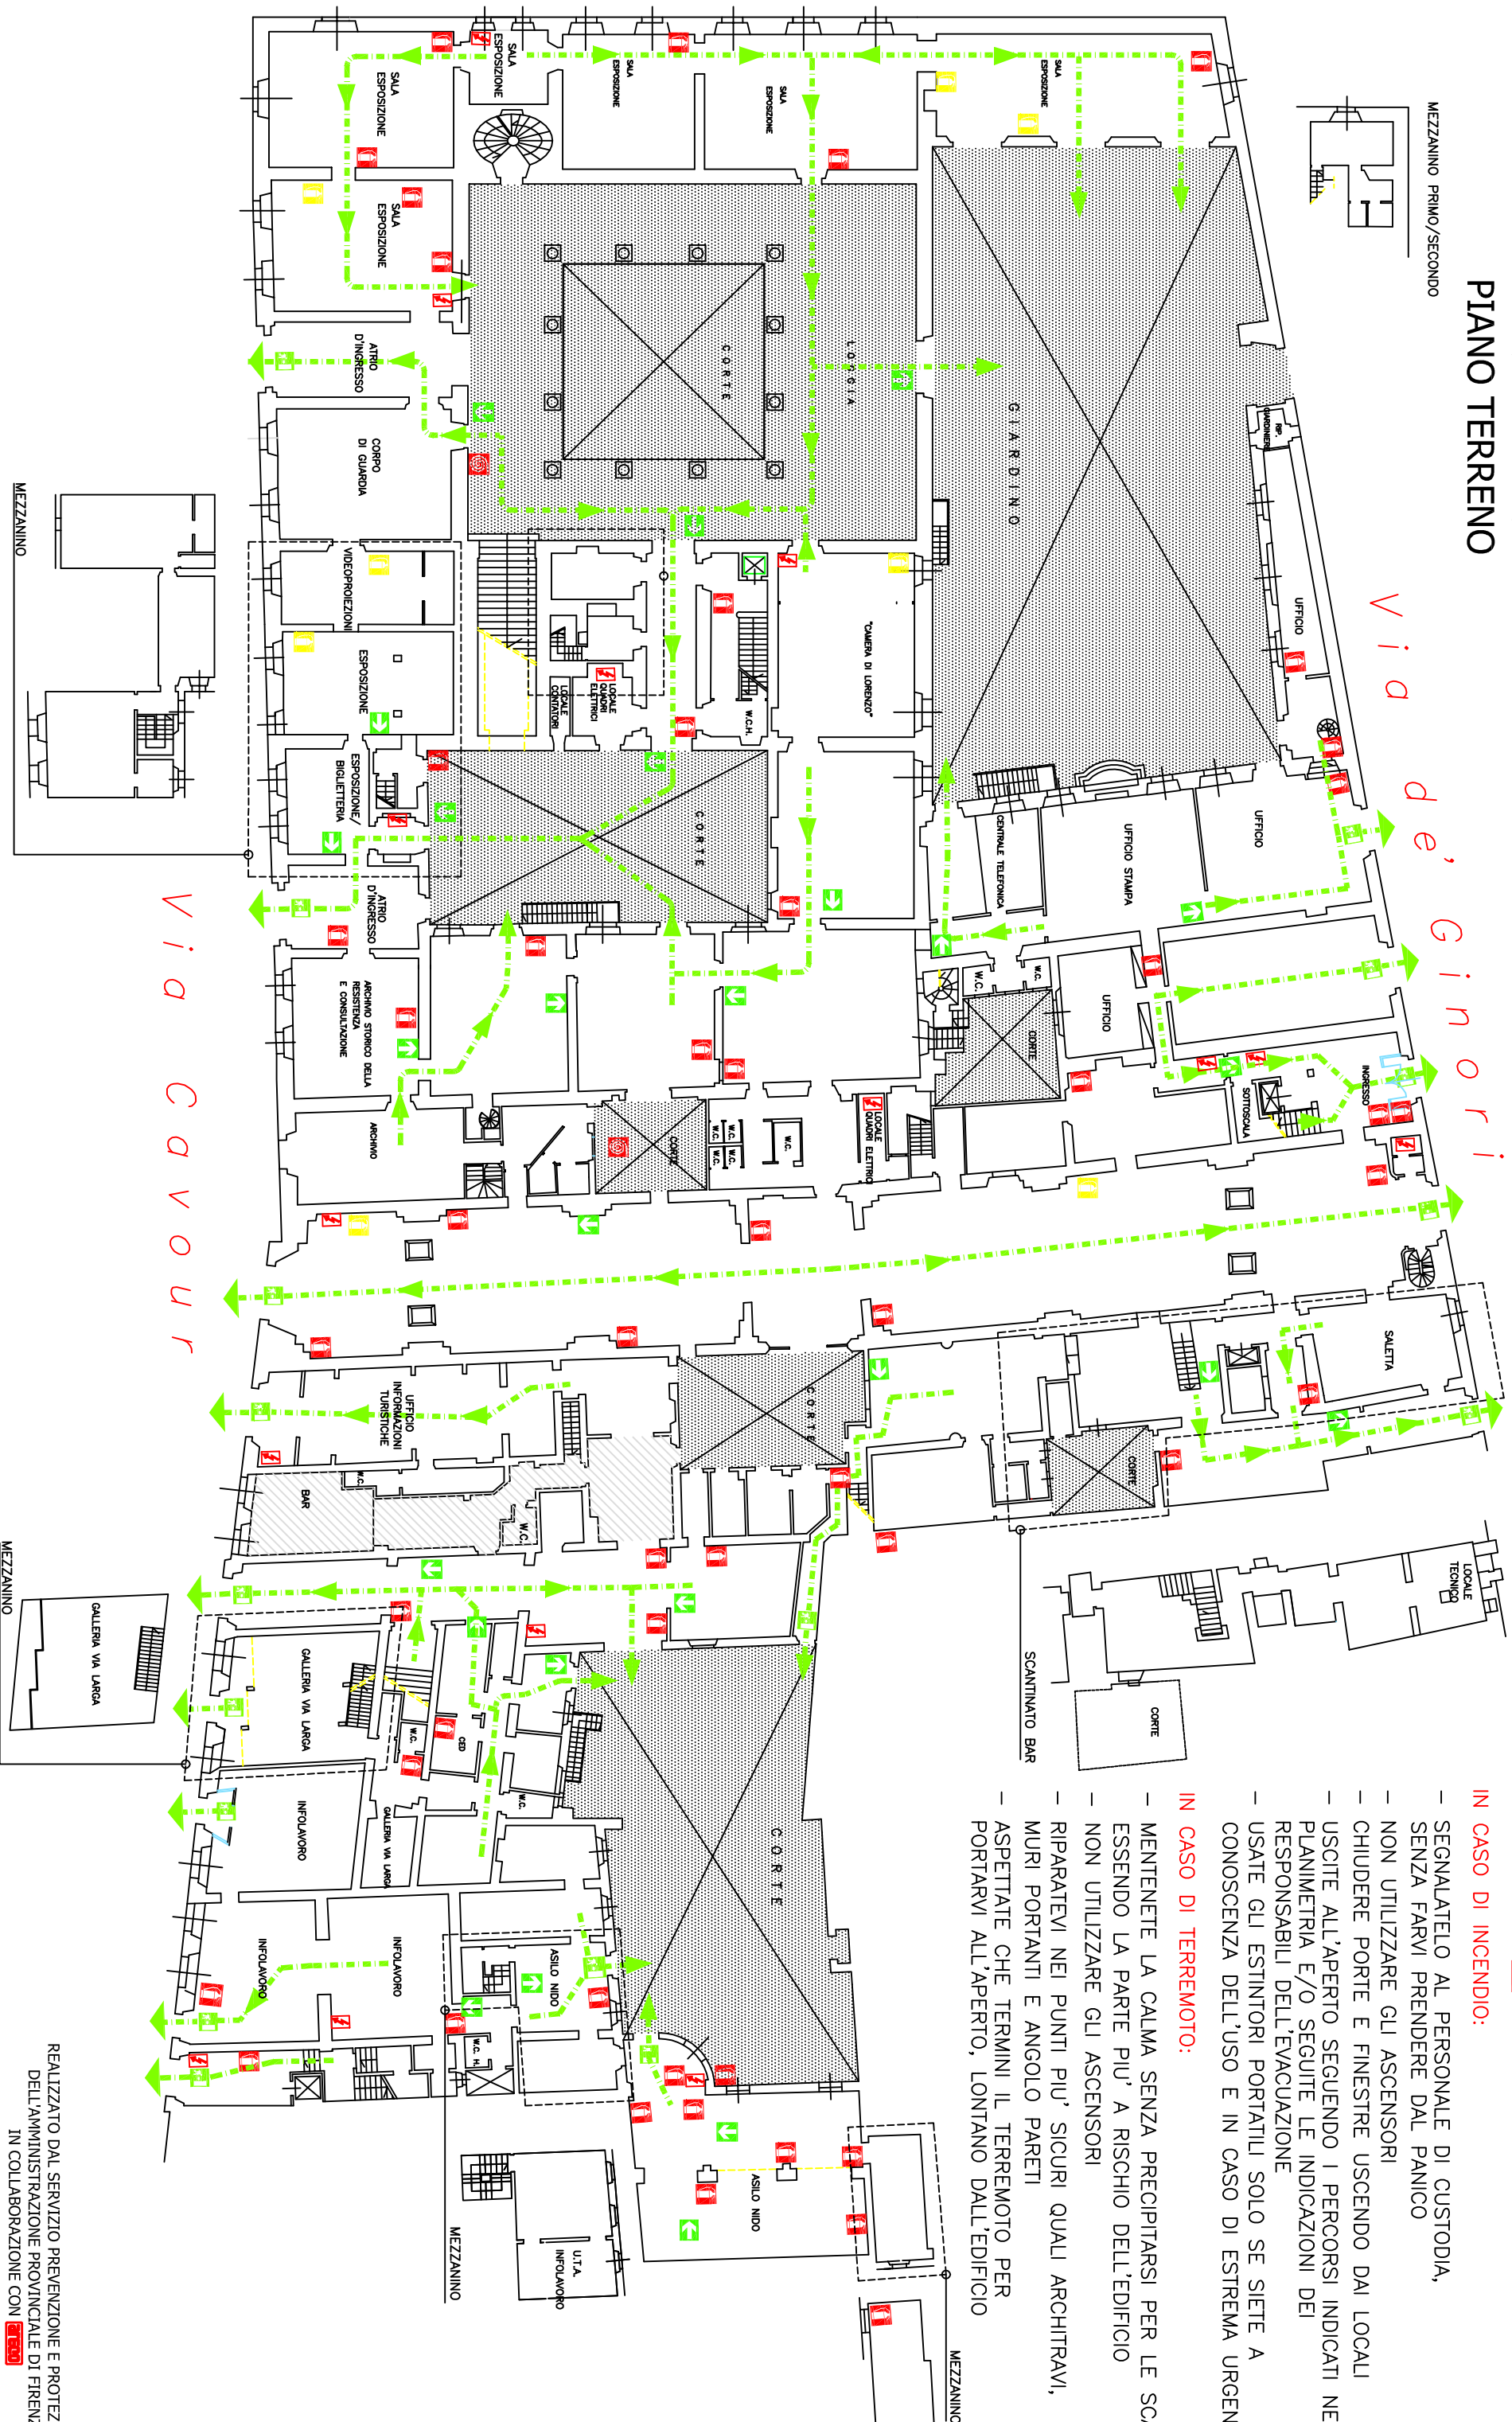 PIANO TERRENO
MEZZANINO PRIMO/SECONDO
Via de' Ginori
Via Cavour
SALA
ESPOSIZIONE
SALA
ESPOSIZIONE
SALA
ESPOSIZIONE
SALA
ESPOSIZIONE
SALA
ESPOSIZIONE
SALA
ESPOSIZIONE
ATRIO
D'INGRESSO
CORPO
DI GUARDIA
CORTE
LOGGIA
GIARDINO
RIP.
GIARDINIERI
UFFICIO
MEZZANINO
VIDEOPROIEZIONI
ESPOSIZIONE
ESPOSIZIONE/
BIGLIETTERIA
LOCALE
CONTATORI
LOCALE
QUADRI
ELETTRICI
W.C.H.
"CAMERA DI LORENZO"
CORTE
CENTRALE TELEFONICA
UFFICIO STAMPA
UFFICIO
ATRIO
D'INGRESSO
ARCHIVIO STORICO DELLA
RESISTENZA
E CONSULTAZIONE
ARCHIVIO
W.C.
W.C.
CORTE
UFFICIO
SOTTOSCALA
INGRESSO
CORTE
W.C.
W.C.
W.C.
W.C.
W.C.
LOCALE
QUADRI ELETTRICI
SALETTA
CORTE
CORTE
UFFICIO
INFORMAZIONI
TURISTICHE
BAR
W.C.
W.C.
LOCALE
TECNICO
CORTE
SCANTINATO BAR
MEZZANINO
GALLERIA VIA LARGA
GALLERIA VIA LARGA
W.C.
CED
W.C.
GALLERIA VIA LARGA
INFOLAVORO
INFOLAVORO
INFOLAVORO
CORTE
ASILO NIDO
W.C. H.
ASILO NIDO
MEZZANINO
U.T.A.
INFOLAVORO
MEZZANINO
IN CASO DI INCENDIO:
- SEGNALATELO AL PERSONALE DI CUSTODIA,
SENZA FARVI PRENDERE DAL PANICO
- NON UTILIZZARE GLI ASCENSORI
- CHIUDERE PORTE E FINESTRE USCENDO DAI LOCALI
- USCITE ALL'APERTO SEGUENDO I PERCORSI INDICATI NE
PLANIMETRIA E/O SEGUITE LE INDICAZIONI DEI
RESPONSABILI DELL'EVACUAZIONE
- USATE GLI ESTINTORI PORTATILI SOLO SE SIETE A
CONOSCENZA DELL'USO E IN CASO DI ESTREMA URGEN
IN CASO DI TERREMOTO:
- MENTENETE LA CALMA SENZA PRECIPITARSI PER LE SCA
ESSENDO LA PARTE PIU' A RISCHIO DELL'EDIFICIO
- NON UTILIZZARE GLI ASCENSORI
- RIPARATEVI NEI PUNTI PIU' SICURI QUALI ARCHITRAVI,
MURI PORTANTI E ANGOLO PARETI
- ASPETTATE CHE TERMINI IL TERREMOTO PER
PORTARVI ALL'APERTO, LONTANO DALL'EDIFICIO
REALIZZATO DAL SERVIZIO PREVENZIONE E PROTEZ
DELL'AMMINISTRAZIONE PROVINCIALE DI FIRENZ
IN COLLABORAZIONE CON